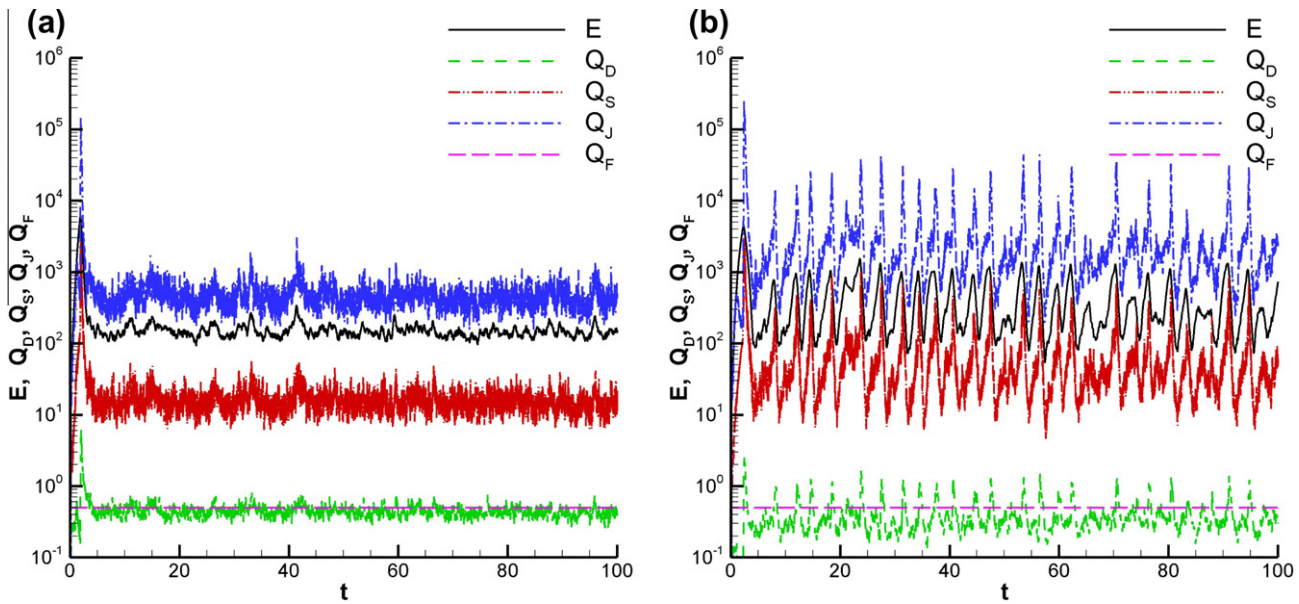 (a)
E
Q_D
Q_S
Q_J
Q_F
E, Q_D, Q_S, Q_J, Q_F
10^6
10^5
10^4
10^3
10^2
10^1
10^0
10^-1
0 20 40 60 80 100
t
(b)
E
Q_D
Q_S
Q_J
Q_F
E, Q_D, Q_S, Q_J, Q_F
10^6
10^5
10^4
10^3
10^2
10^1
10^0
10^-1
0 20 40 60 80 100
t